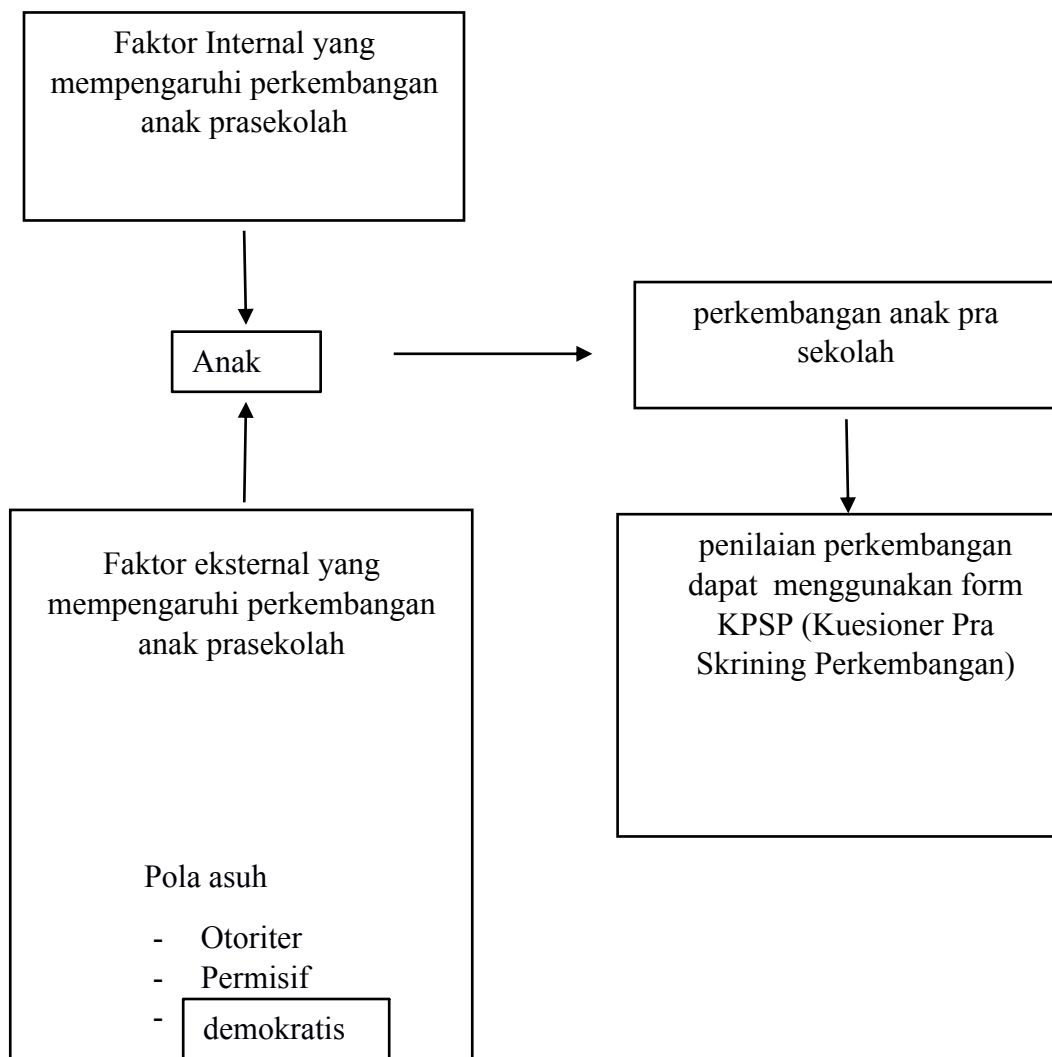 Faktor Internal yang
mempengaruhi perkembangan
anak prasekolah
Anak
perkembangan anak pra
sekolah
Faktor eksternal yang
mempengaruhi perkembangan
anak prasekolah
penilaian perkembangan
dapat menggunakan form
KPSP (Kuesioner Pra
Skrining Perkembangan)
Pola asuh
- Otoriter
- Permisif
- demokratis